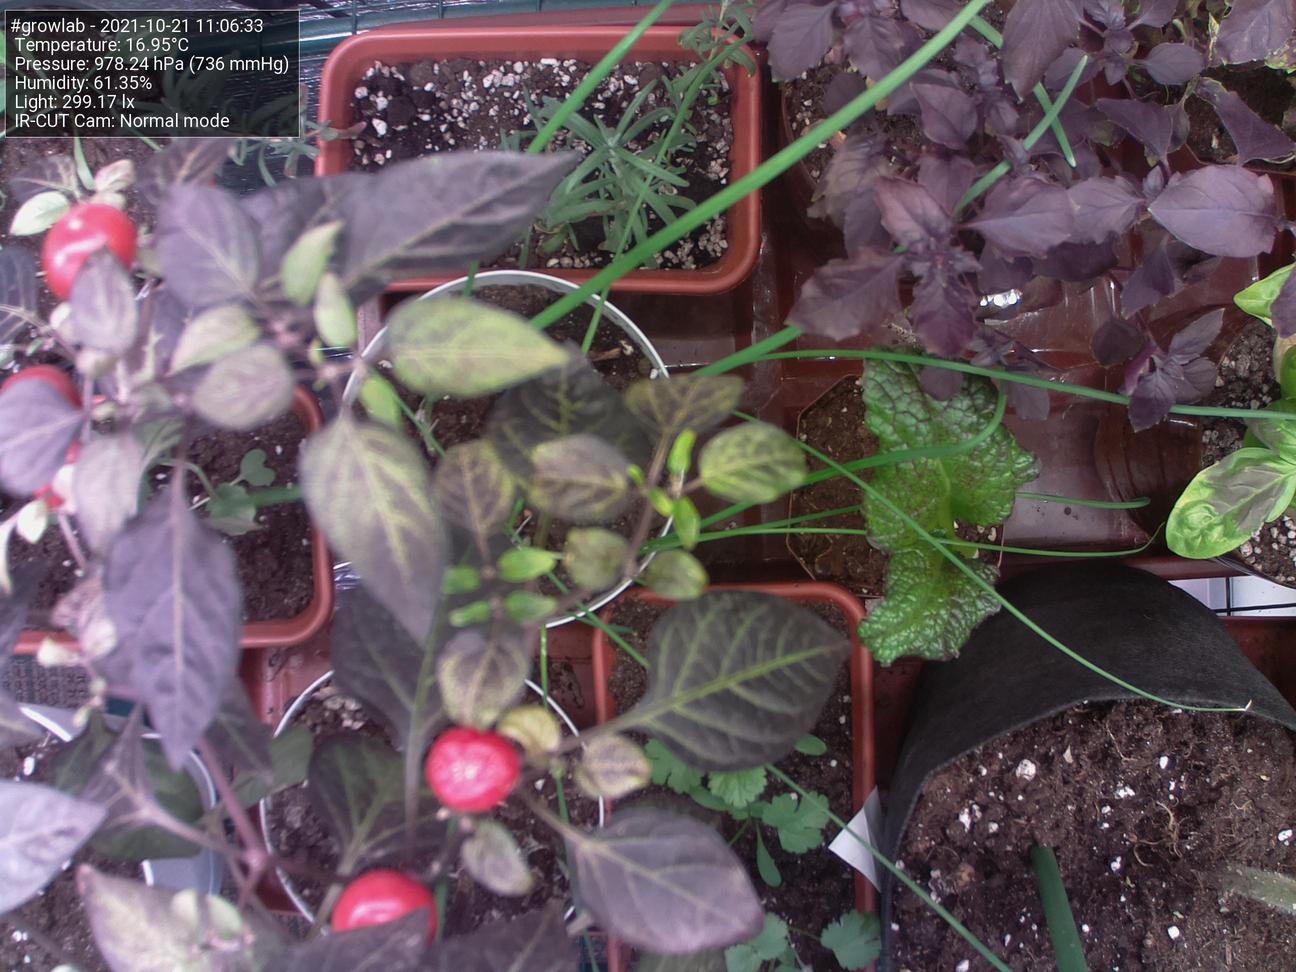 #growlab - 2021-10-21 11:06:33
Temperature: 16.95°C
Pressure: 978.24 hPa (736 mmHg)
Humidity: 61.35%
Light: 299.17 lx
IR-CUT Cam: Normal mode